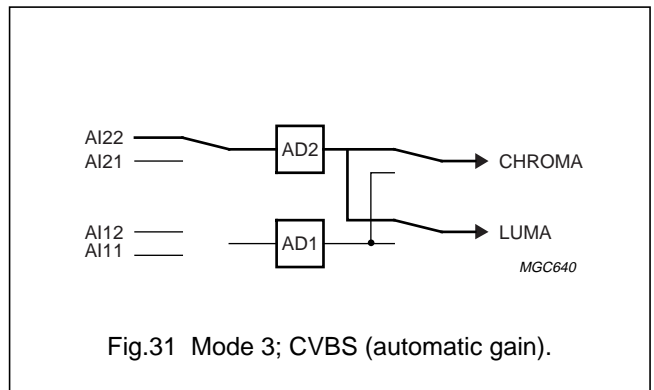 AI22
AI21
AD2
CHROMA
AI12
AI11
AD1
LUMA
MGC640
Fig.31 Mode 3; CVBS (automatic gain).